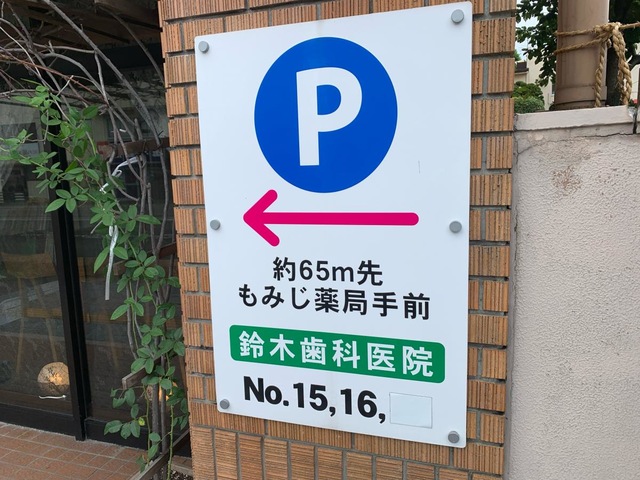 P
約65m先
もみじ薬局手前
鈴木歯科医院
No.15,16,